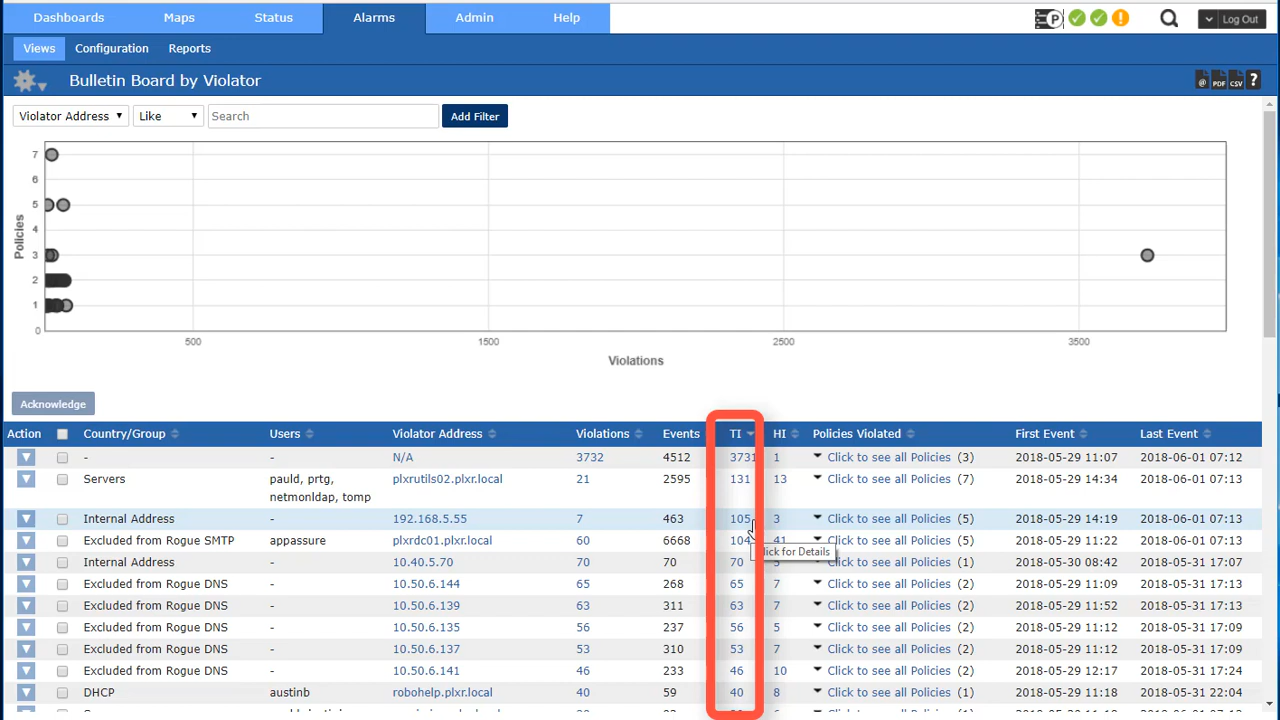 Dashboards Maps Status Alarms Admin Help P Log Out
Views Configuration Reports
Bulletin Board by Violator @ PDF CSV ?
Violator Address Like Search Add Filter
7
6
5
4
3
2
1
0
Policies
500 1500 2500 3500
Violations
Acknowledge
Action Country/Group Users Violator Address Violations Events TI HI Policies Violated First Event Last Event
- - N/A 3732 4512 3731 1 Click to see all Policies (3) 2018-05-29 11:07 2018-06-01 07:12
Servers pauld, prtg, plxrutils02.plxr.local 21 2595 131 13 Click to see all Policies (7) 2018-05-29 14:34 2018-06-01 07:13
netmonldap, tomp
Internal Address - 192.168.5.55 7 463 105 3 Click to see all Policies (5) 2018-05-29 14:19 2018-06-01 07:13
Excluded from Rogue SMTP appassure plxrdc01.plxr.local 60 6668 104 41 Click to see all Policies (5) 2018-05-29 11:22 2018-06-01 07:13
Click for Details
Internal Address - 10.40.5.70 70 70 70 5 Click to see all Policies (1) 2018-05-30 08:42 2018-05-31 17:07
Excluded from Rogue DNS - 10.50.6.144 65 268 65 7 Click to see all Policies (2) 2018-05-29 11:09 2018-05-31 17:13
Excluded from Rogue DNS - 10.50.6.139 63 311 63 7 Click to see all Policies (2) 2018-05-29 11:52 2018-05-31 17:13
Excluded from Rogue DNS - 10.50.6.135 56 237 56 5 Click to see all Policies (2) 2018-05-29 11:12 2018-05-31 17:09
Excluded from Rogue DNS - 10.50.6.137 53 310 53 7 Click to see all Policies (2) 2018-05-29 11:12 2018-05-31 17:09
Excluded from Rogue DNS - 10.50.6.141 46 233 46 10 Click to see all Policies (2) 2018-05-29 12:17 2018-05-31 17:24
DHCP austinb robohelp.plxr.local 40 59 40 8 Click to see all Policies (1) 2018-05-29 11:18 2018-05-31 22:04